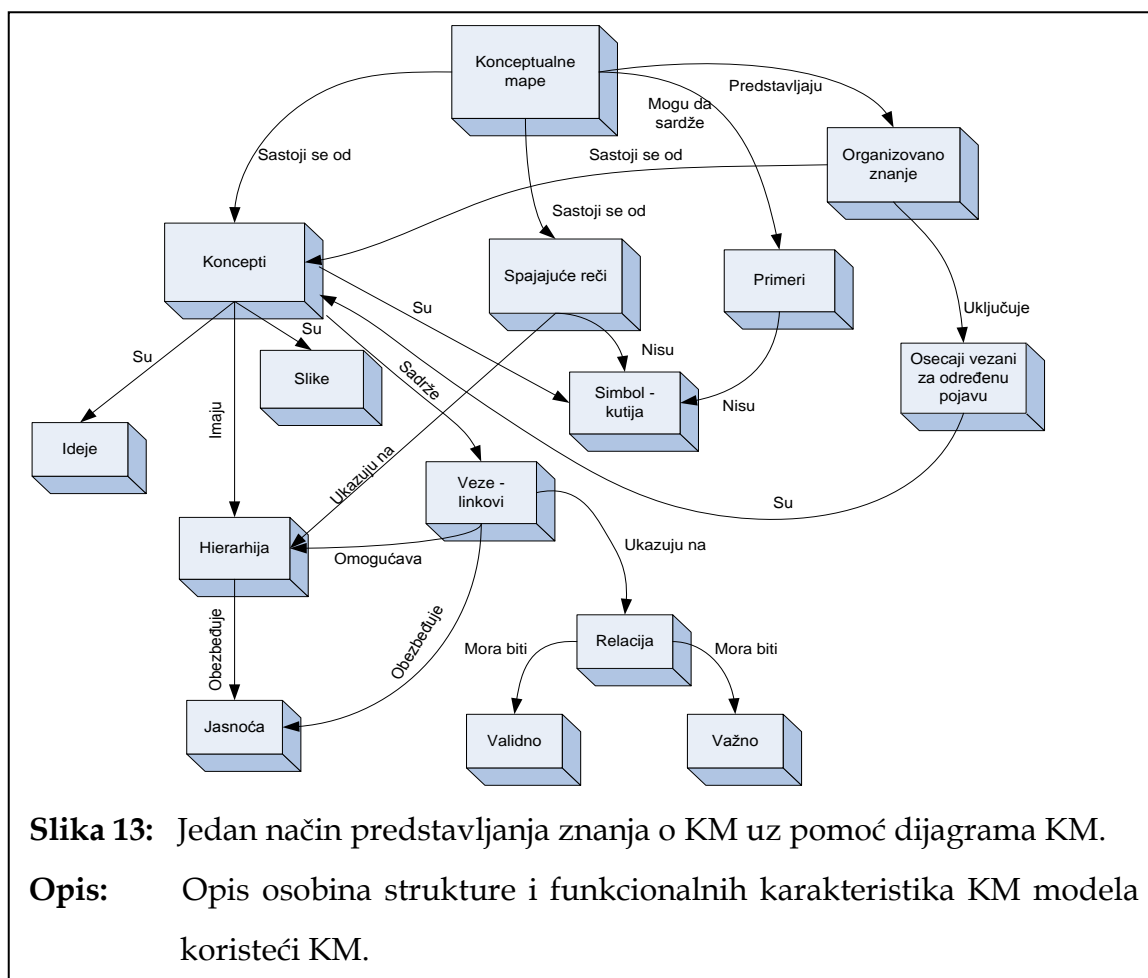 Konceptualne
mape
Predstavljaju
Mogu da
sardže
Sastoji se od
Sastoji se od
Organizovano
znanje
Sastoji se od
Koncepti
Spajajuće reči
Primeri
Su
Su
Su
Nisu
Uključuje
Slike
Sadrže
Simbol -
kutija
Nisu
Osecaji vezani
za određenu
pojavu
Ideje
Imaju
Ukazuju na
Veze -
linkovi
Su
Hierarhija
Omogućava
Ukazuju na
Obezbeđuje
Obezbeđuje
Mora biti
Relacija
Mora biti
Jasnoća
Validno
Važno
Slika 13: Jedan način predstavljanja znanja o KM uz pomoć dijagrama KM.
Opis: Opis osobina strukture i funkcionalnih karakteristika KM modela
koristeći KM.